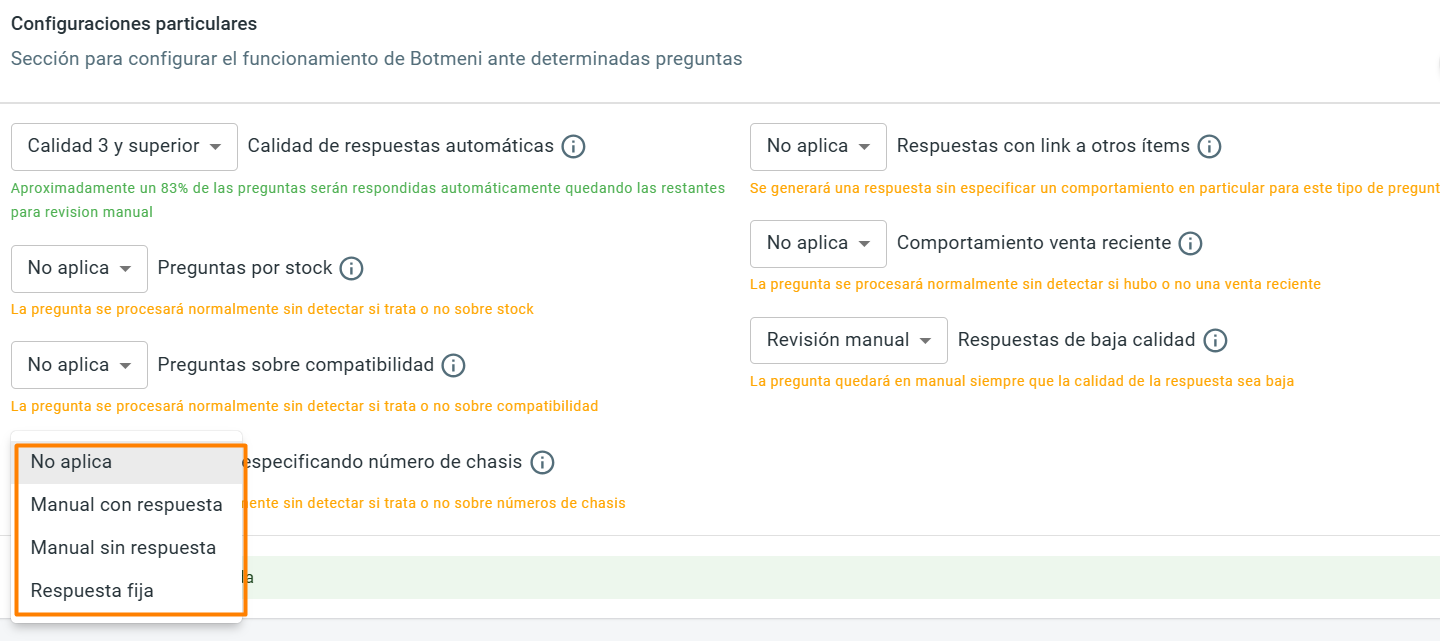 Configuraciones particulares
Sección para configurar el funcionamiento de Botmeni ante determinadas preguntas
Calidad 3 y superior Calidad de respuestas automáticas
Aproximadamente un 83% de las preguntas serán respondidas automáticamente quedando las restantes
para revision manual
No aplica Preguntas por stock
La pregunta se procesará normalmente sin detectar si trata o no sobre stock
No aplica Preguntas sobre compatibilidad
La pregunta se procesará normalmente sin detectar si trata o no sobre compatibilidad
No aplica especificando número de chasis
Manual con respuesta
sin detectar si trata o no sobre números de chasis
Manual sin respuesta
Respuesta fija
No aplica Respuestas con link a otros ítems
Se generará una respuesta sin especificar un comportamiento en particular para este tipo de pregunt
No aplica Comportamiento venta reciente
La pregunta se procesará normalmente sin detectar si hubo o no una venta reciente
Revisión manual Respuestas de baja calidad
La pregunta quedará en manual siempre que la calidad de la respuesta sea baja